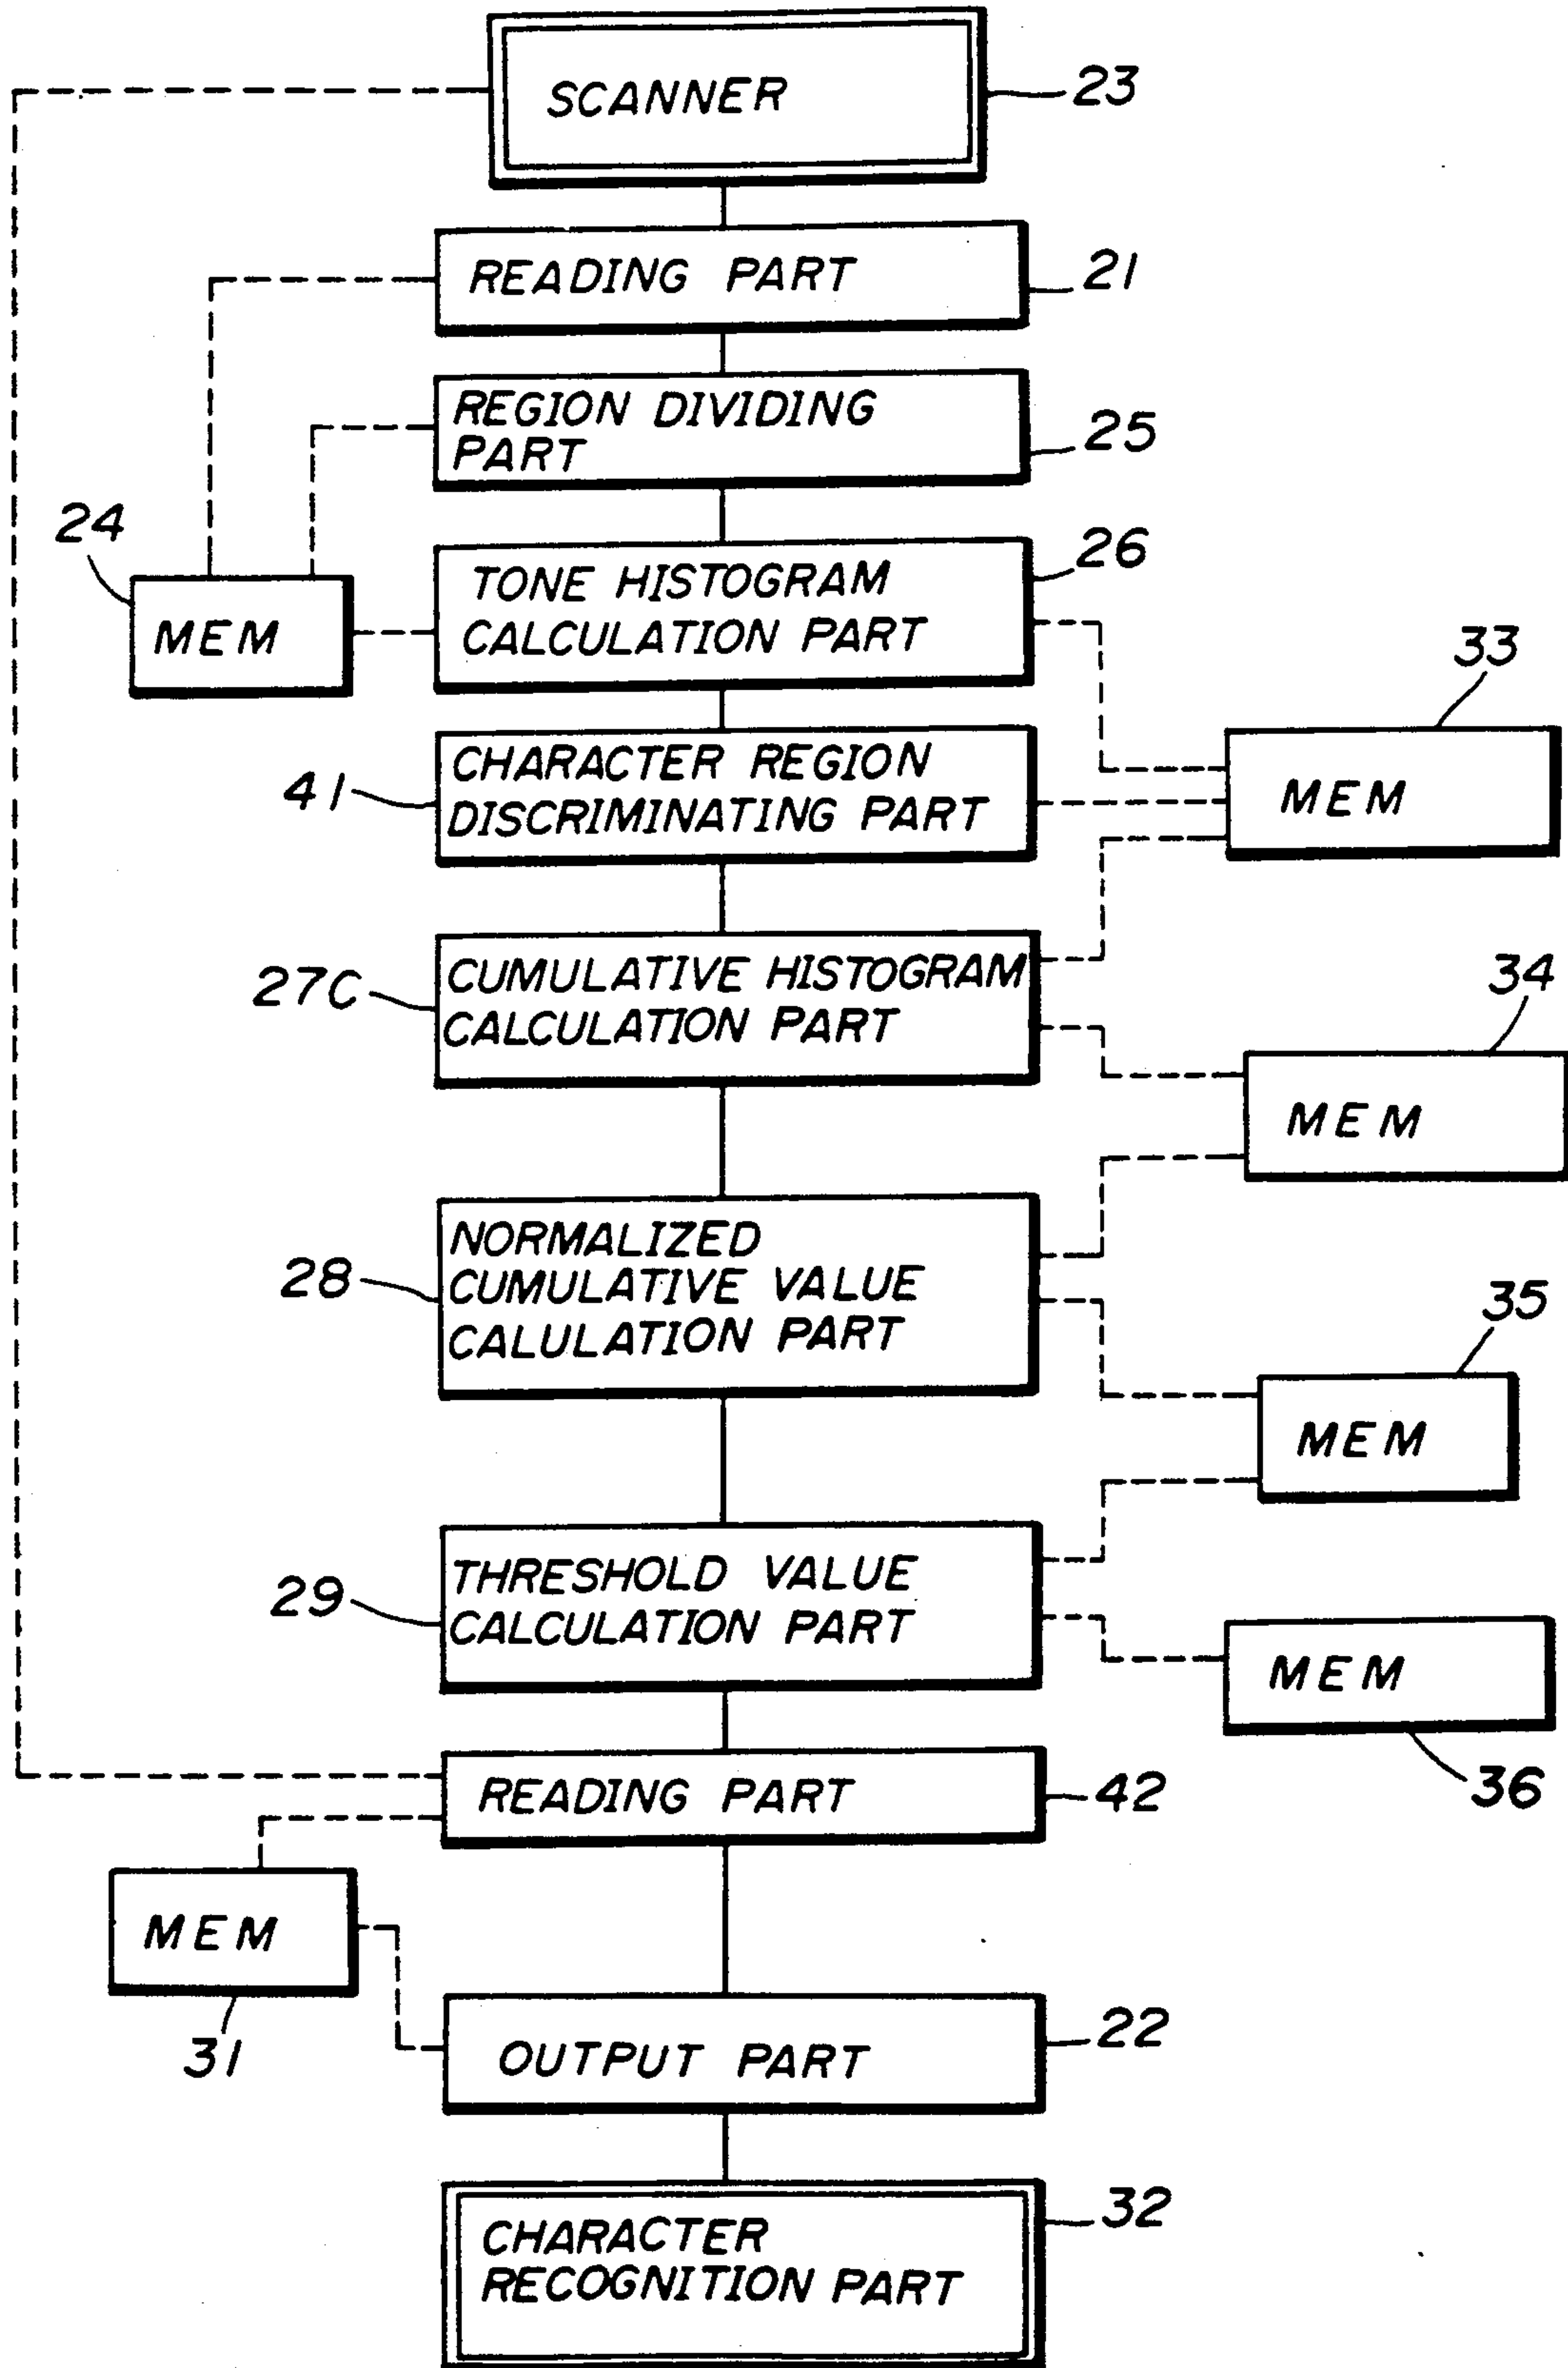 SCANNER
23
READING PART
21
REGION DIVIDING
PART
25
24
MEM
TONE HISTOGRAM
CALCULATION PART
26
33
MEM
41
CHARACTER REGION
DISCRIMINATING PART
27C
CUMULATIVE HISTOGRAM
CALCULATION PART
34
MEM
28
NORMALIZED
CUMULATIVE VALUE
CALULATION PART
35
MEM
29
THRESHOLD VALUE
CALCULATION PART
MEM
36
READING PART
42
MEM
31
OUTPUT PART
22
CHARACTER
RECOGNITION PART
32